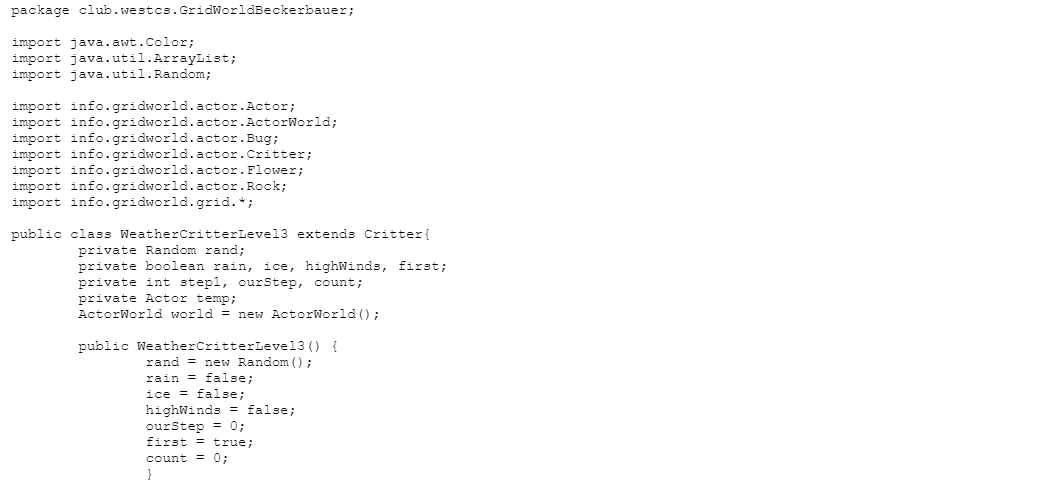 package club.westcs.GridWorldBeckerbauer;
import java.awt.Color;
import java.util.ArrayList;
import java.util.Random;
import info.gridworld.actor.Actor;
import info.gridworld.actor.ActorWorld;
import info.gridworld.actor.Bug;
import info.gridworld.actor.Critter;
import info.gridworld.actor.Flower;
import info.gridworld.actor.Rock;
import info.gridworld.grid.*;
public class WeatherCritterLevel3 extends Critter{
private Random rand;
private boolean rain, ice, highWinds, first;
private int step1, ourStep, count;
private Actor temp;
ActorWorld world = new ActorWorld();
public WeatherCritterLevel3() {
rand = new Random();
rain = false;
ice = false;
highWinds = false;
ourStep = 0;
first = true;
count = 0;
}